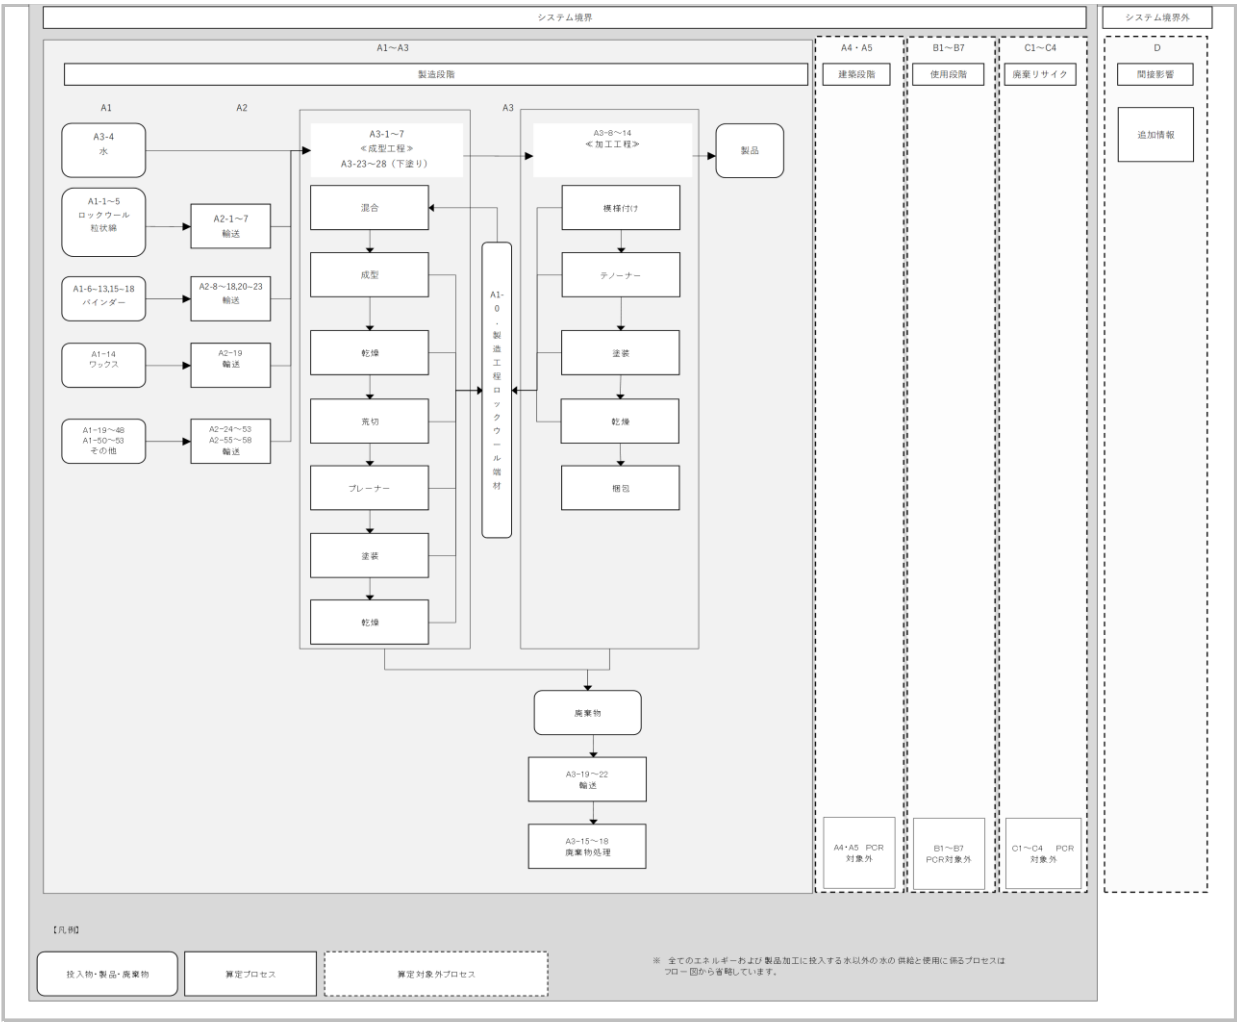 システム境界
システム境界外
A1～A3
A4・A5
B1～B7
C1～C4
D
製造段階
建築段階
使用段階
廃棄リサイク
間接影響
A1
A2
A3
A3-4
水
A3-1～7
≪成型工程≫
A3-23～28（下塗り）
A3-8～14
≪加工工程≫
製品
追加情報
A1-1～5
ロックウール
粒状綿
A2-1～7
輸送
混合
模様付け
A1-6~13,15~18
バインダー
A2-8～18,20~23
輸送
成型
テノーナー
A1-0．製造工程ロックウール端材
A1-14
ワックス
A2-19
輸送
乾燥
塗装
A1-19～48
A1-50～53
その他
A2-24～53
A2-55～58
輸送
荒切
乾燥
プレーナー
梱包
塗装
乾燥
廃棄物
A3-19～22
輸送
A3-15～18
廃棄物処理
A4・A5 PCR
対象外
B1～B7
PCR対象外
C1～C4 PCR
対象外
【凡例】
投入物・製品・廃棄物
算定プロセス
算定対象外プロセス
※ 全てのエネルギーおよび製品加工に投入する水以外の水の供給と使用に係るプロセスは
フロー図から省略しています。